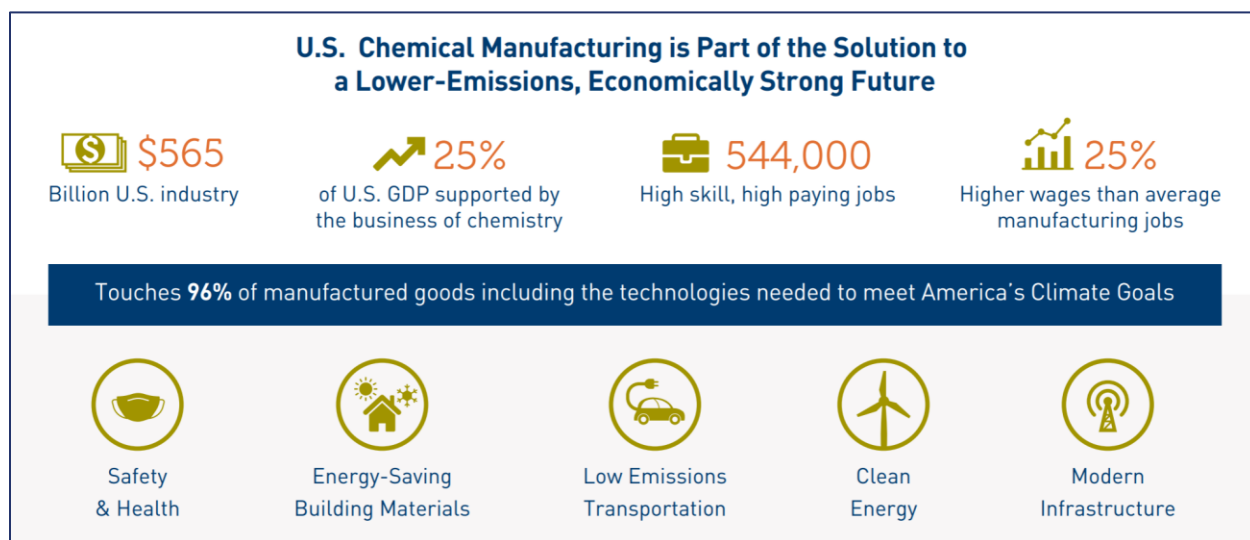 U.S. Chemical Manufacturing is Part of the Solution to
a Lower-Emissions, Economically Strong Future
$ $565
Billion U.S. industry
25%
of U.S. GDP supported by
the business of chemistry
544,000
High skill, high paying jobs
25%
Higher wages than average
manufacturing jobs
Touches 96% of manufactured goods including the technologies needed to meet America’s Climate Goals
Safety
& Health
Energy-Saving
Building Materials
Low Emissions
Transportation
Clean
Energy
Modern
Infrastructure